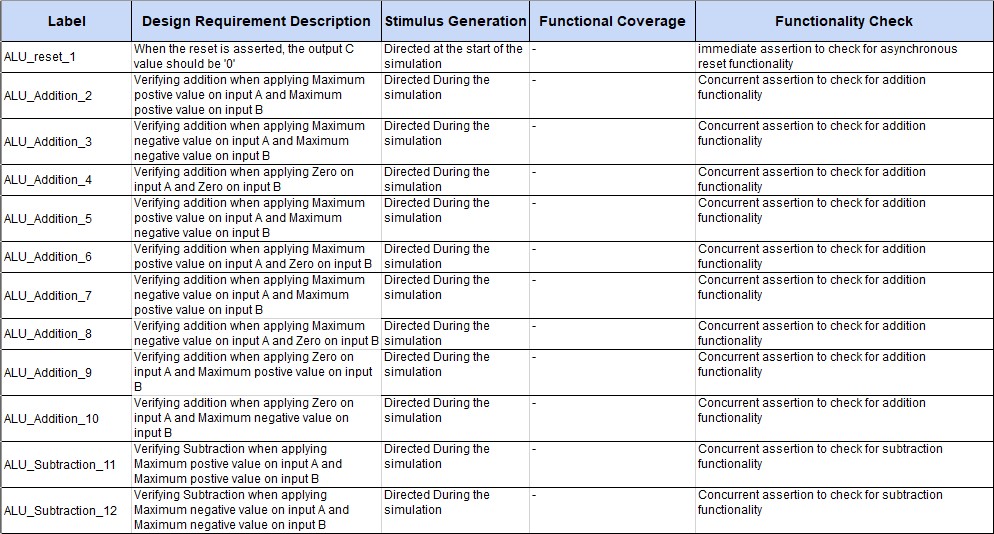 Label Design Requirement Description Stimulus Generation Functional Coverage Functionality Check
ALU_reset_1
When the reset is asserted, the output C
value should be '0'
Directed at the start of the
simulation
-
immediate assertion to check for asynchronous
reset functionality
ALU_Addition_2
Verifying addition when applying Maximum
postive value on input A and Maximum
postive value on input B
Directed During the
simulation
-
Concurrent assertion to check for addition
functionality
ALU_Addition_3
Verifying addition when applying Maximum
negative value on input A and Maximum
negative value on input B
Directed During the
simulation
-
Concurrent assertion to check for addition
functionality
ALU_Addition_4
Verifying addition when applying Zero on
input A and Zero on input B
Directed During the
simulation
-
Concurrent assertion to check for addition
functionality
ALU_Addition_5
Verifying addition when applying Maximum
postive value on input A and Maximum
negative value on input B
Directed During the
simulation
-
Concurrent assertion to check for addition
functionality
ALU_Addition_6
Verifying addition when applying Maximum
postive value on input A and Zero on input B
Directed During the
simulation
-
Concurrent assertion to check for addition
functionality
ALU_Addition_7
Verifying addition when applying Maximum
negative value on input A and Maximum
postive value on input B
Directed During the
simulation
-
Concurrent assertion to check for addition
functionality
ALU_Addition_8
Verifying addition when applying Maximum
negative value on input A and Zero on input B
Directed During the
simulation
-
Concurrent assertion to check for addition
functionality
ALU_Addition_9
Verifying addition when applying Zero on
input A and Maximum postive value on input
B
Directed During the
simulation
-
Concurrent assertion to check for addition
functionality
ALU_Addition_10
Verifying addition when applying Zero on
input A and Maximum negative value on
input B
Directed During the
simulation
-
Concurrent assertion to check for addition
functionality
ALU_Subtraction_11
Verifying Subtraction when applying
Maximum postive value on input A and
Maximum postive value on input B
Directed During the
simulation
-
Concurrent assertion to check for subtraction
functionality
ALU_Subtraction_12
Verifying Subtraction when applying
Maximum negative value on input A and
Maximum negative value on input B
Directed During the
simulation
-
Concurrent assertion to check for subtraction
functionality